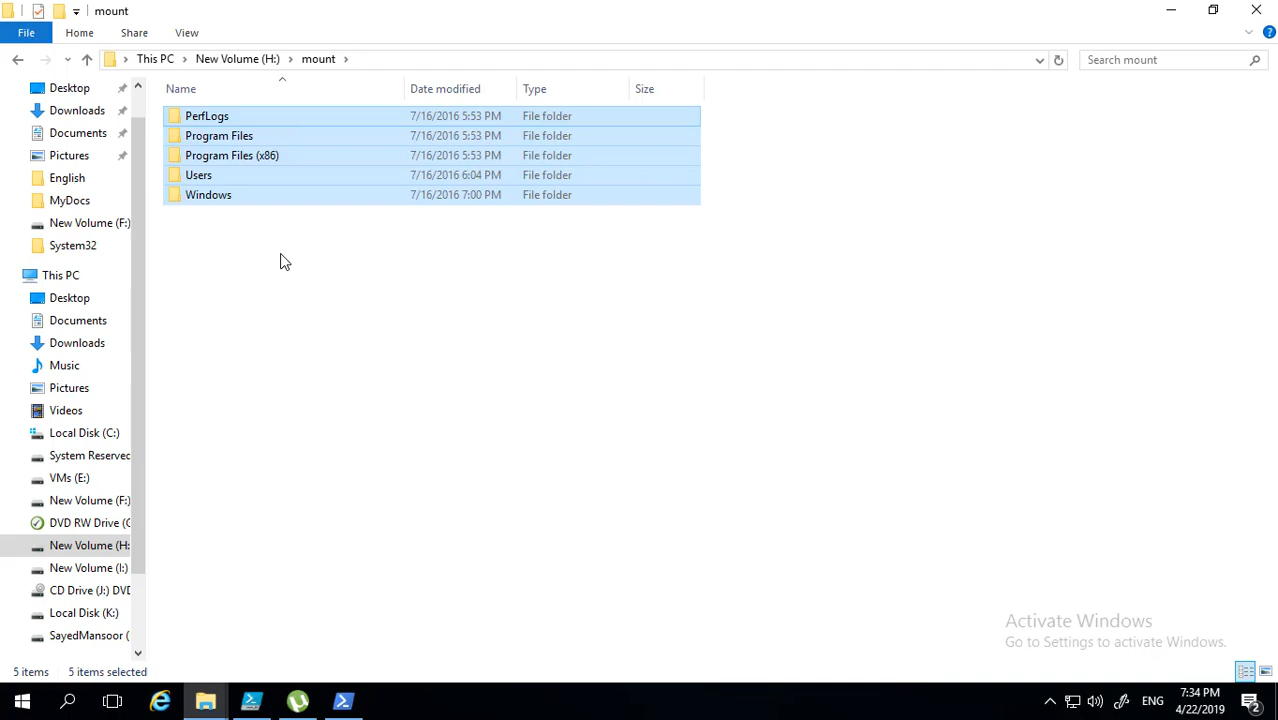 mount
File
Home
Share
View
This PC
New Volume (H:)
mount
Search mount
Name
Date modified
Type
Size
PerfLogs 7/16/2016 5:53 PM File folder
Program Files 7/16/2016 5:53 PM File folder
Program Files (x86) 7/16/2016 5:53 PM File folder
Users 7/16/2016 6:04 PM File folder
Windows 7/16/2016 7:00 PM File folder
Desktop
Downloads
Documents
Pictures
English
MyDocs
New Volume (F:)
System32
This PC
Desktop
Documents
Downloads
Music
Pictures
Videos
Local Disk (C:)
System Reserved
VMs (E:)
New Volume (F:)
DVD RW Drive (
New Volume (H:
New Volume (I:)
CD Drive (J:) DVD
Local Disk (K:)
SayedMansoor (
Activate Windows
Go to Settings to activate Windows.
5 items
5 items selected
ENG
7:34 PM
4/22/2019
2